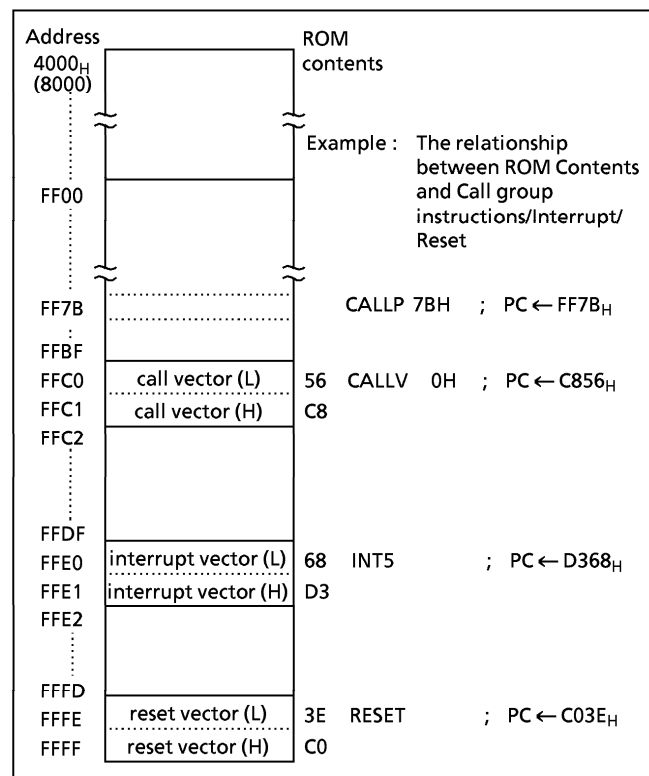 Address ROM
4000H contents
(8000)
Example : The relationship
between ROM Contents
and Call group
instructions/Interrupt/
Reset
FF00
FF7B CALLP 7BH ; PC ← FF7BH
FFBF
FFC0 call vector (L) 56 CALLV 0H ; PC ← C856H
FFC1 call vector (H) C8
FFC2
FFDF
FFE0 interrupt vector (L) 68 INT5 ; PC ← D368H
FFE1 interrupt vector (H) D3
FFE2
FFFD
FFFE reset vector (L) 3E RESET ; PC ← C03EH
FFFF reset vector (H) C0